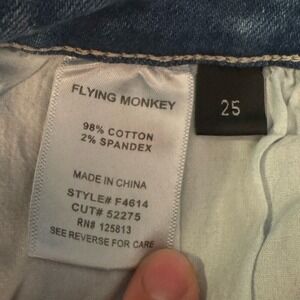 FLYING MONKEY
98% COTTON
2% SPANDEX
MADE IN CHINA
STYLE# F4614
CUT# 52275
RN# 125813
SEE REVERSE FOR CARE
25